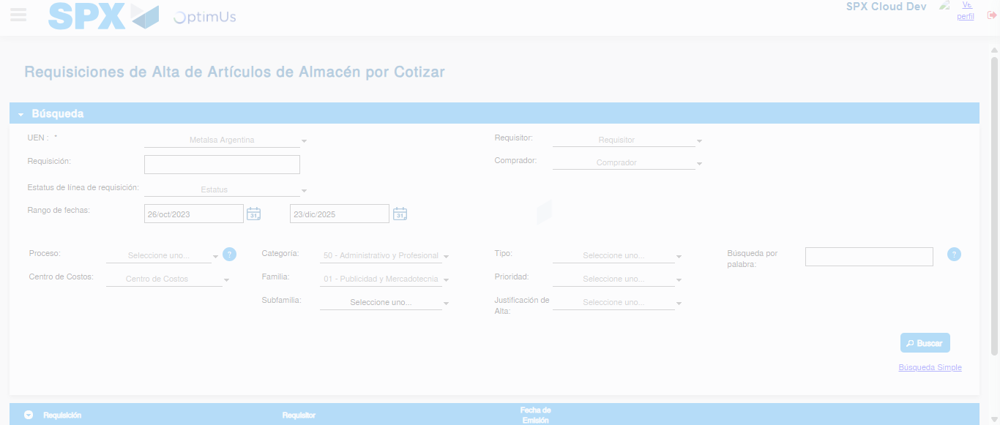 SPX OptimUs
SPX Cloud Dev
Ve
perfil
Requisiciones de Alta de Artículos de Almacén por Cotizar
Búsqueda
UEN : * Metalsa Argentina
Requisitor: Requisitor
Requisición:
Comprador: Comprador
Estatus de línea de requisición: Estatus
Rango de fechas: 26/oct/2023 31 23/dic/2025 31
Proceso: Seleccione uno... ?
Categoría: 50 - Administrativo y Profesional
Tipo: Seleccione uno...
Búsqueda por
palabra: ?
Centro de Costos: Centro de Costos
Familia: 01 - Publicidad y Mercadotecnia
Prioridad: Seleccione uno...
Subfamilia: Seleccione uno...
Justificación de
Alta: Seleccione uno...
Buscar
Búsqueda Simple
Requisición Requisitor Fecha de
Emisión